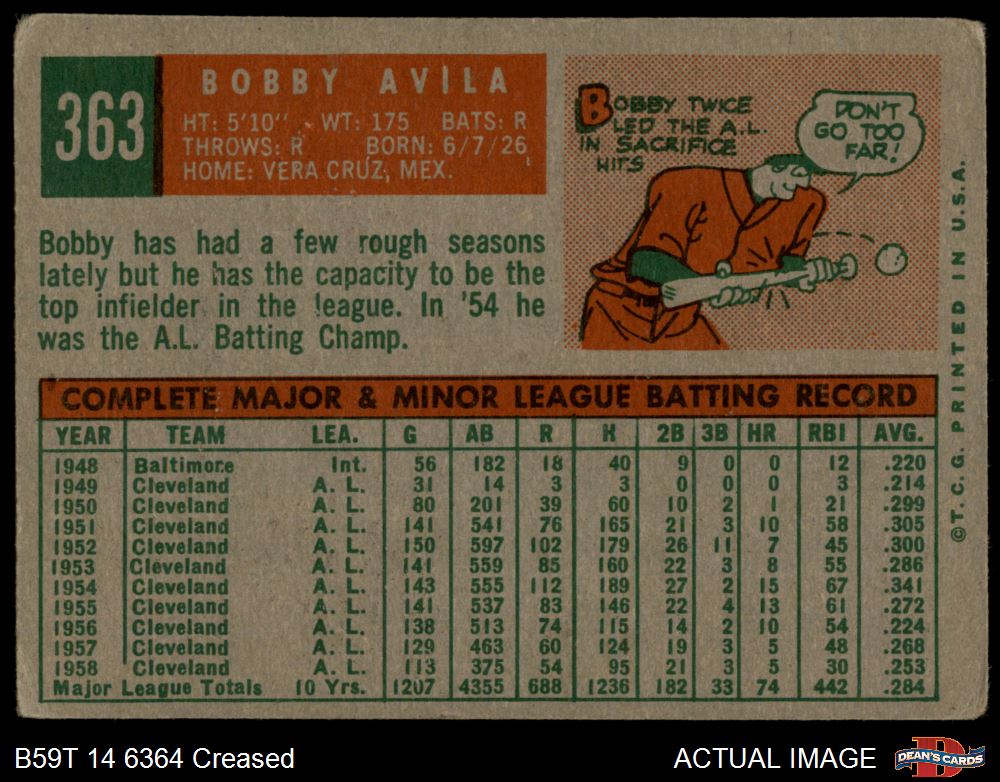 363
BOBBY AVILA
HT: 5'10" WT: 175 BATS: R
THROWS: R BORN: 6/7/26
HOME: VERA CRUZ, MEX.
BOBBY TWICE
LED THE A.L.
IN SACRIFICE
HITS
DON'T
GO TOO
FAR!
Bobby has had a few rough seasons
lately but he has the capacity to be the
top infielder in the league. In '54 he
was the A.L. Batting Champ.
COMPLETE MAJOR & MINOR LEAGUE BATTING RECORD
YEAR TEAM LEA. G AB R H 2B 3B HR RBI AVG.
1948 Baltimore Int. 56 182 18 40 9 0 0 12 .220
1949 Cleveland A. L. 31 14 3 3 0 0 0 3 .214
1950 Cleveland A. L. 80 201 39 60 10 2 1 21 .299
1951 Cleveland A. L. 141 541 76 165 21 3 10 58 .305
1952 Cleveland A. L. 150 597 102 179 26 11 7 45 .300
1953 Cleveland A. L. 141 559 85 160 22 3 8 55 .286
1954 Cleveland A. L. 143 555 112 189 27 2 15 67 .341
1955 Cleveland A. L. 141 537 83 146 22 4 13 61 .272
1956 Cleveland A. L. 138 513 74 115 14 2 10 54 .224
1957 Cleveland A. L. 129 463 60 124 19 3 5 48 .268
1958 Cleveland A. L. 113 375 54 95 21 3 5 30 .253
Major League Totals 10 Yrs. 1207 4355 688 1236 182 33 74 442 .284
©T.C.G. PRINTED IN U.S.A.
B59T 14 6364 Creased
ACTUAL IMAGE
D
DEAN'S CARDS